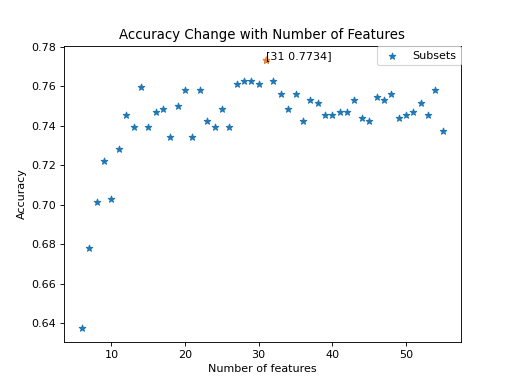 Accuracy Change with Number of Features
0.78
0.76
0.74
0.72
0.70
0.68
0.66
0.64
Accuracy
[31 0.7734]
Subsets
10 20 30 40 50
Number of features